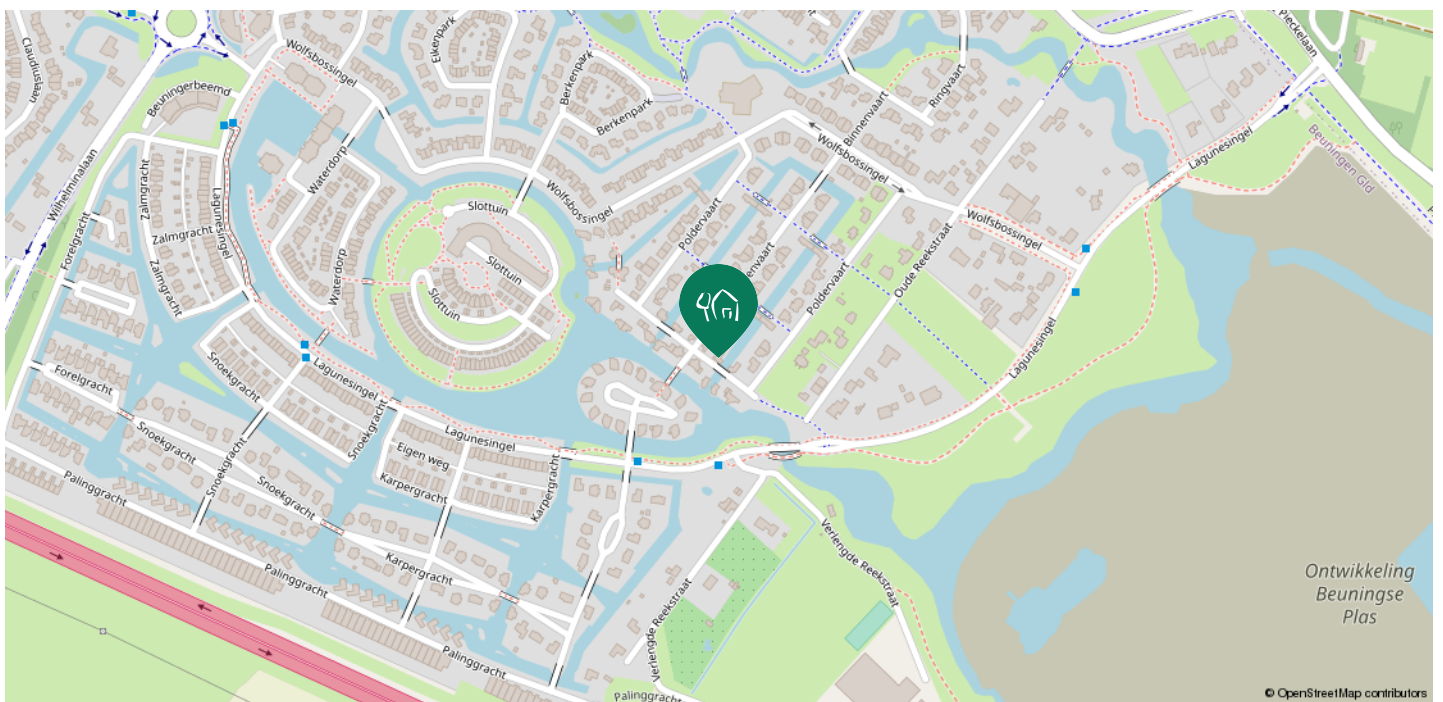 Claudiuslaan
Wilhelminalaan
Beuningerbeemd
Wolfsbossingel
Eikenpark
Berkenpark
Berkenpark
Binnenvaart
Ringvaart
Pieckelaan
Lagunesingel
Beuningen Gld
Wolfsbossingel
Zalmgracht
Lagunesingel
Waterdorp
Wolfsbossingel
Slottuin
Wolfsbossingel
Forelgracht
Zalmgracht
Poldervaart
Oude Reekstraat
Zalmgracht
Waterdorp
Slottuin
Slottuin
Poldervaart
Lagunesingel
Snoekgracht
Lagunesingel
Forelgracht
Snoekgracht
Lagunesingel
Snoekgracht
Snoekgracht
Eigen weg
Karpergracht
Karpergracht
Palinggracht
Snoekgracht
Verlengde Reekstraat
Karpergracht
Palinggracht
Verlengde Reekstraat
Palinggracht
Palinggracht
Ontwikkeling
Beuningse
Plas
© OpenStreetMap contributors